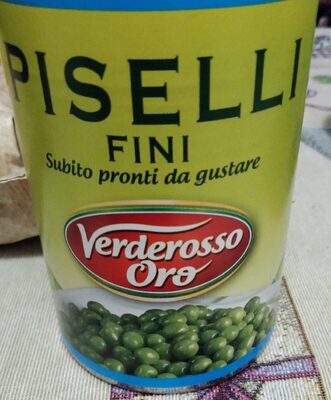 PISELLI
FINI
Subito pronti da gustare
Verderosso
Oro